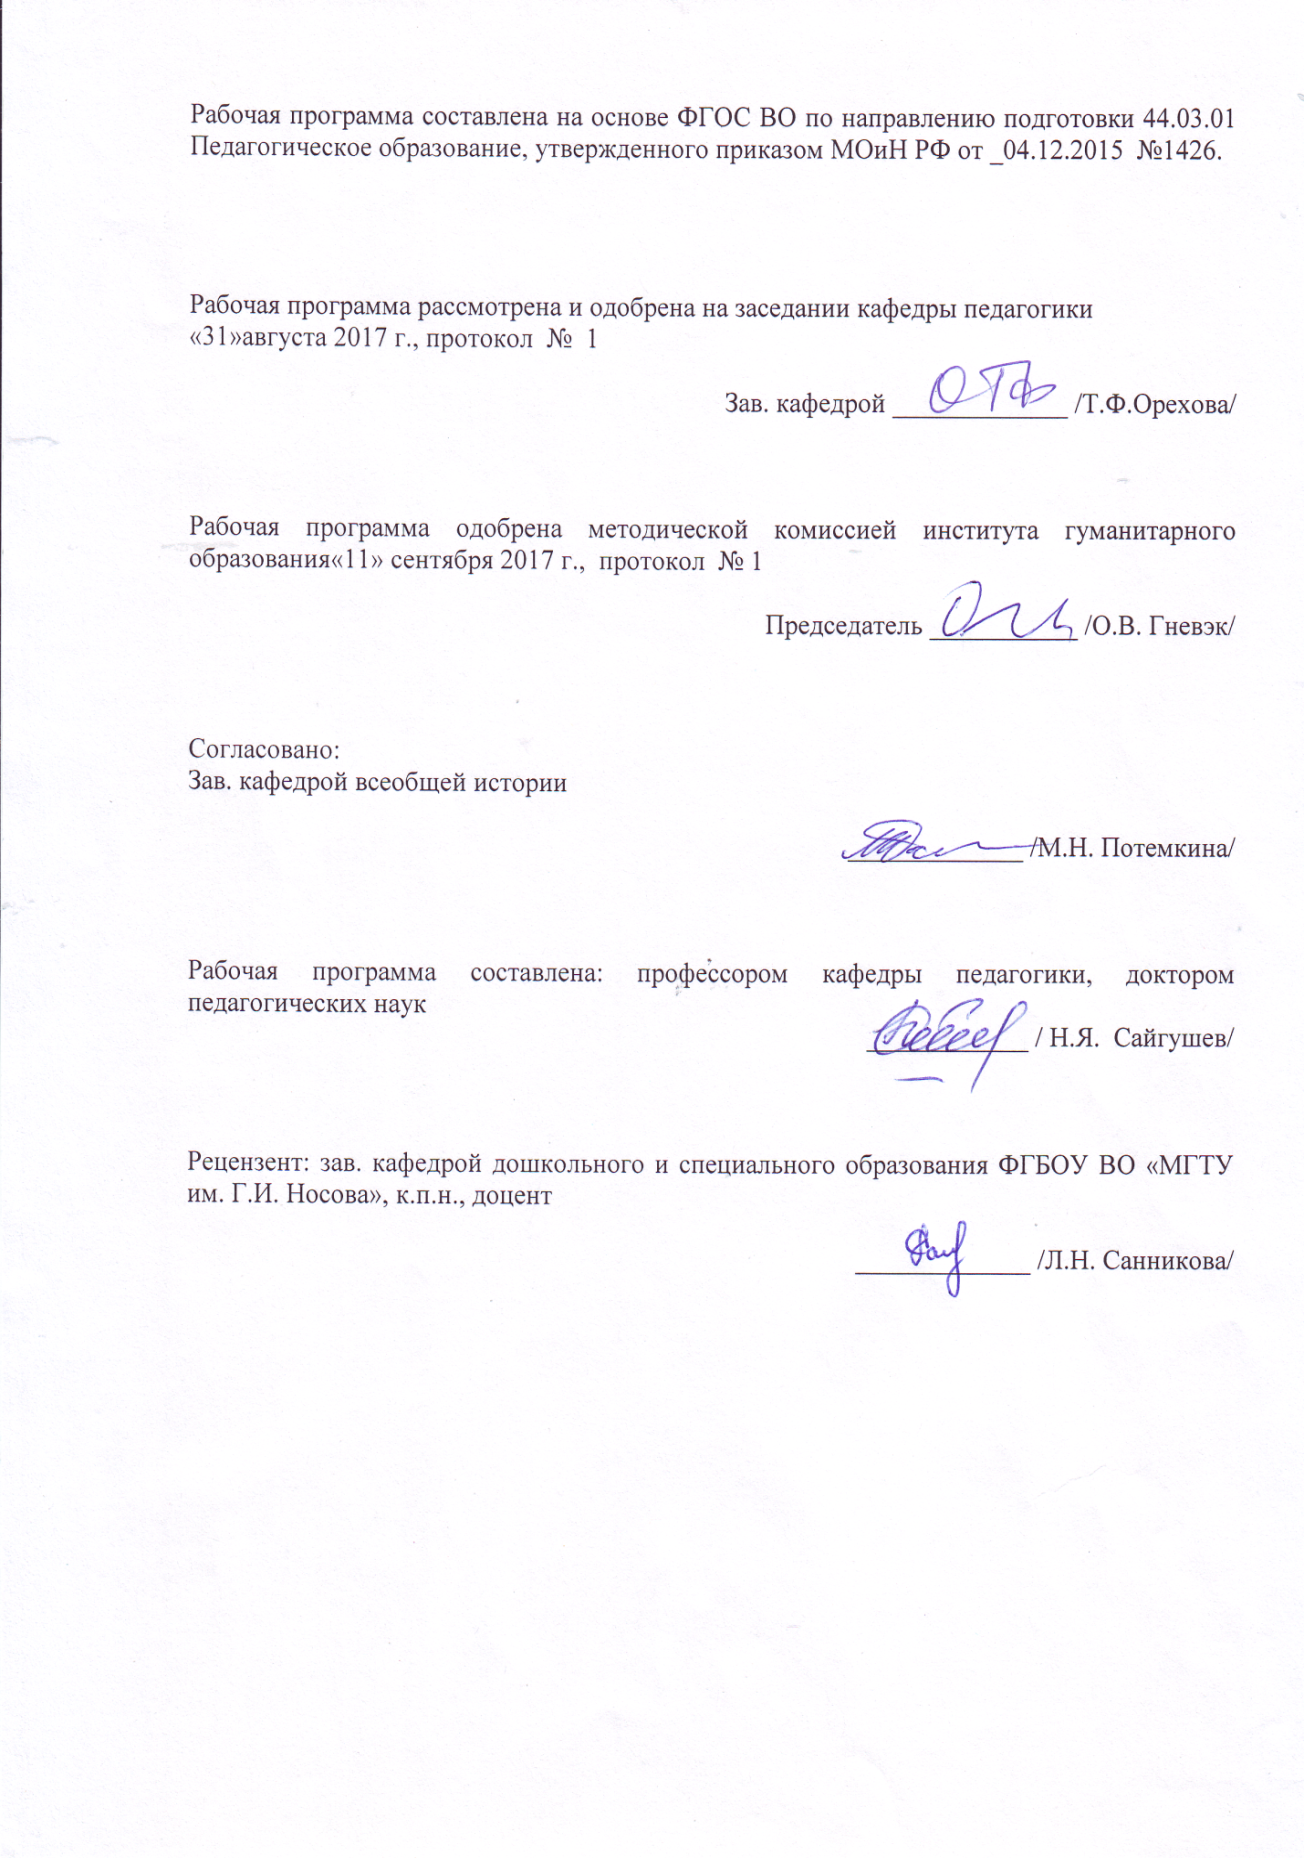 Рабочая программа составлена на основе ФГОС ВО по направлению подготовки 44.03.01
Педагогическое образование, утвержденного приказом МОиН РФ от _04.12.2015 №1426.
Рабочая программа рассмотрена и одобрена на заседании кафедры педагогики
«31»августа 2017 г., протокол № 1
Зав. кафедрой _____________ /Т.Ф.Орехова/
Рабочая программа одобрена методической комиссией института гуманитарного
образования«11» сентября 2017 г., протокол № 1
Председатель ___________ /О.В. Гневэк/
Согласовано:
Зав. кафедрой всеобщей истории
_____________ /М.Н. Потемкина/
Рабочая программа составлена: профессором кафедры педагогики, доктором
педагогических наук
____________ / Н.Я. Сайгушев/
Рецензент: зав. кафедрой дошкольного и специального образования ФГБОУ ВО «МГТУ
им. Г.И. Носова», к.п.н., доцент
_____________ /Л.Н. Санникова/